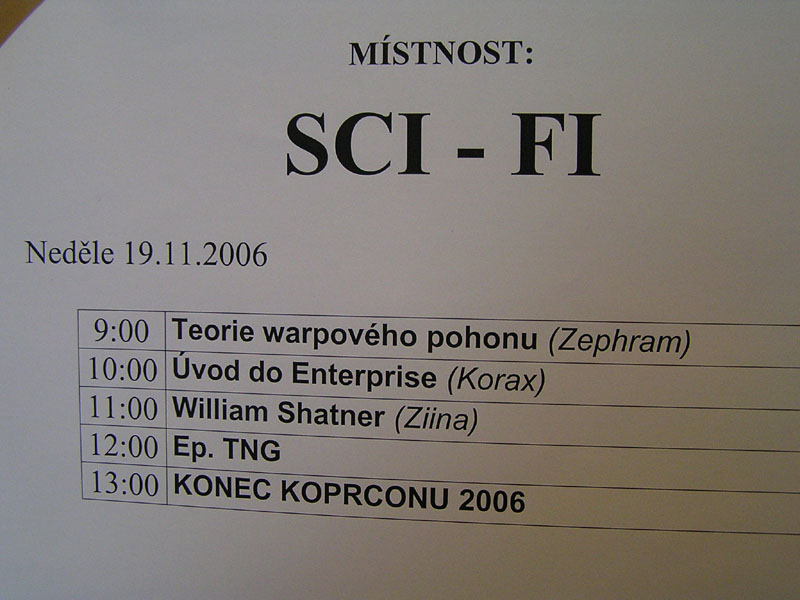 MÍSTNOST:
SCI - FI
Neděle 19.11.2006
9:00 Teorie warpového pohonu (Zephram)
10:00 Úvod do Enterprise (Korax)
11:00 William Shatner (Ziina)
12:00 Ep. TNG
13:00 KONEC KOPRCONU 2006